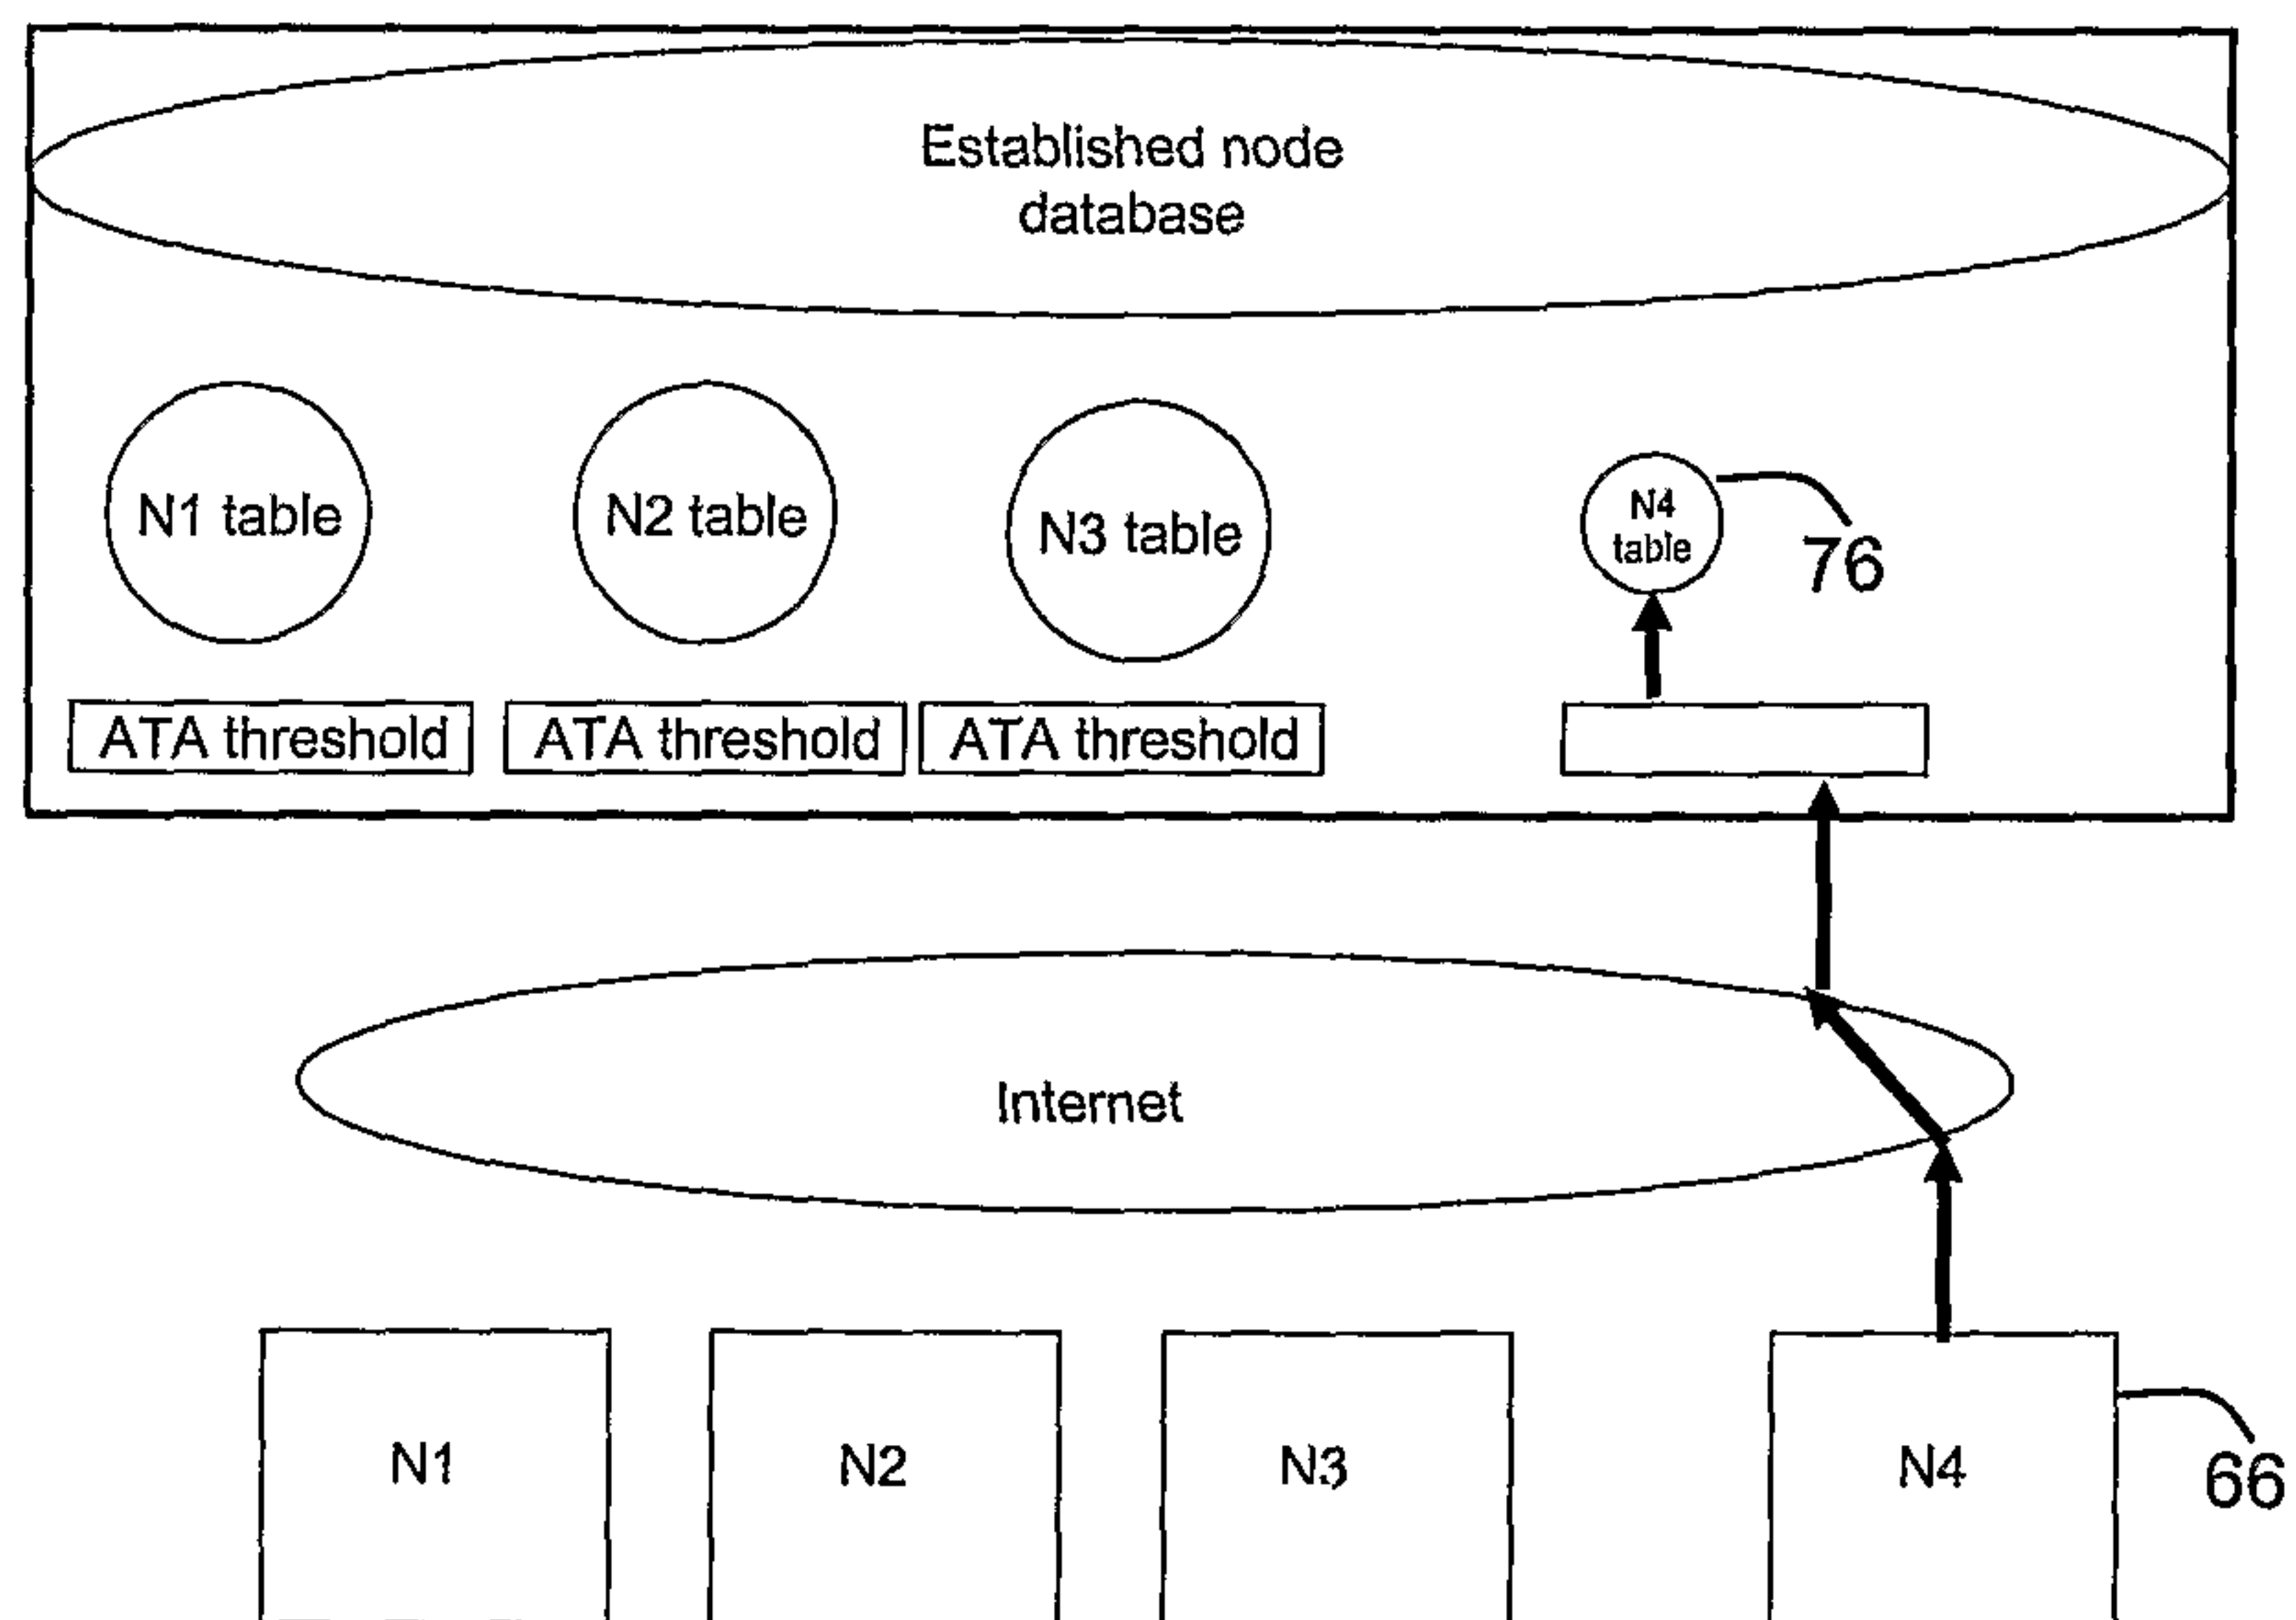 Established node
database
N1 table
N2 table
N3 table
N4
table
76
ATA threshold
ATA threshold
ATA threshold
Internet
N1
N2
N3
N4
66